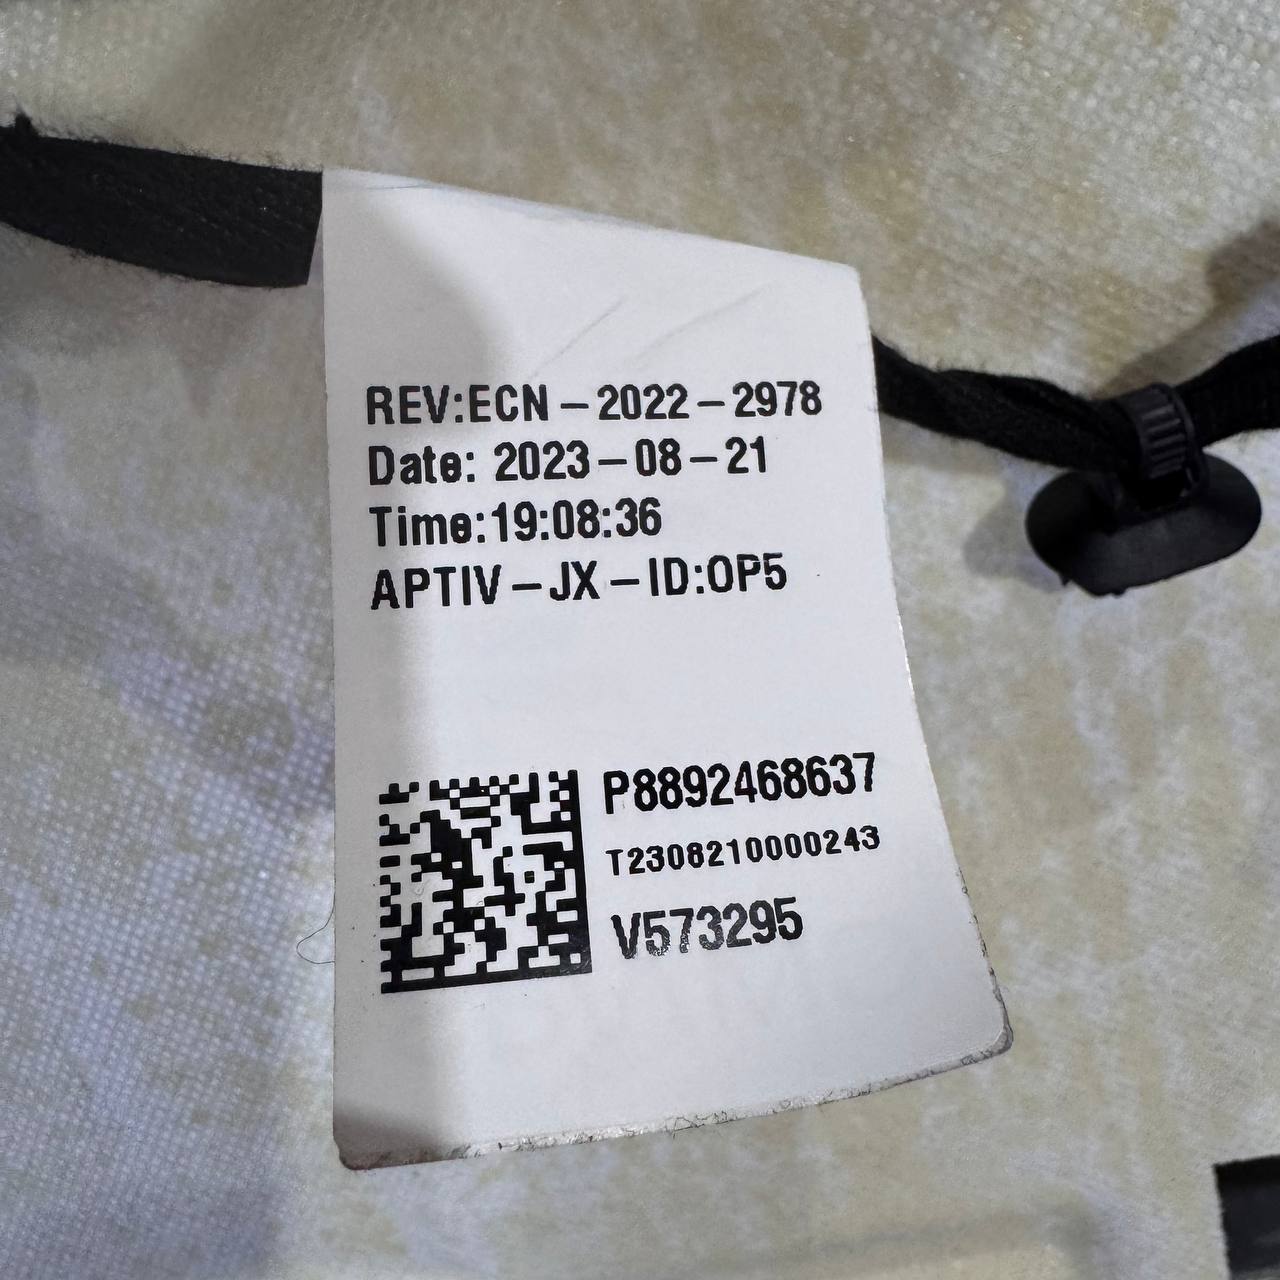 REV:ECN-2022-2978
Date: 2023-08-21
Time:19:08:36
APTIV-JX-ID:OP5
P8892468637
T2308210000243
V573295